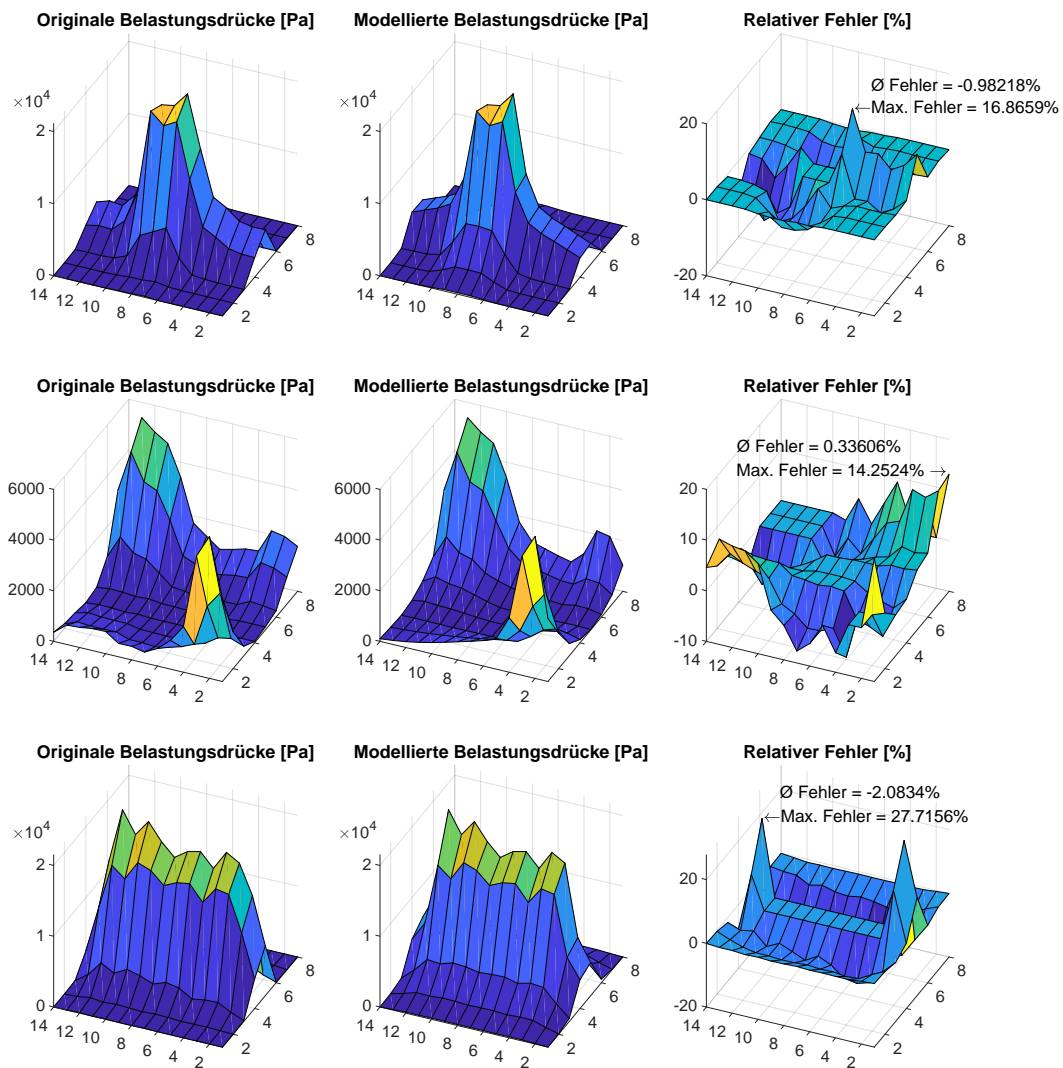 Originale Belastungsdrücke [Pa]
Modellierte Belastungsdrücke [Pa]
Relativer Fehler [%]
×10⁴
2
1
0
14 12 10 8 6 4 2
2 4 6 8
×10⁴
2
1
0
14 12 10 8 6 4 2
2 4 6 8
Ø Fehler = -0.98218%
←Max. Fehler = 16.8659%
20
0
-20
14 12 10 8 6 4 2
2 4 6 8
Originale Belastungsdrücke [Pa]
Modellierte Belastungsdrücke [Pa]
Relativer Fehler [%]
6000
4000
2000
0
14 12 10 8 6 4 2
2 4 6 8
6000
4000
2000
0
14 12 10 8 6 4 2
2 4 6 8
Ø Fehler = 0.33606%
Max. Fehler = 14.2524% →
20
10
0
-10
14 12 10 8 6 4 2
2 4 6 8
Originale Belastungsdrücke [Pa]
Modellierte Belastungsdrücke [Pa]
Relativer Fehler [%]
×10⁴
2
1
0
14 12 10 8 6 4 2
2 4 6 8
×10⁴
2
1
0
14 12 10 8 6 4 2
2 4 6 8
Ø Fehler = -2.0834%
←Max. Fehler = 27.7156%
20
0
-20
14 12 10 8 6 4 2
2 4 6 8